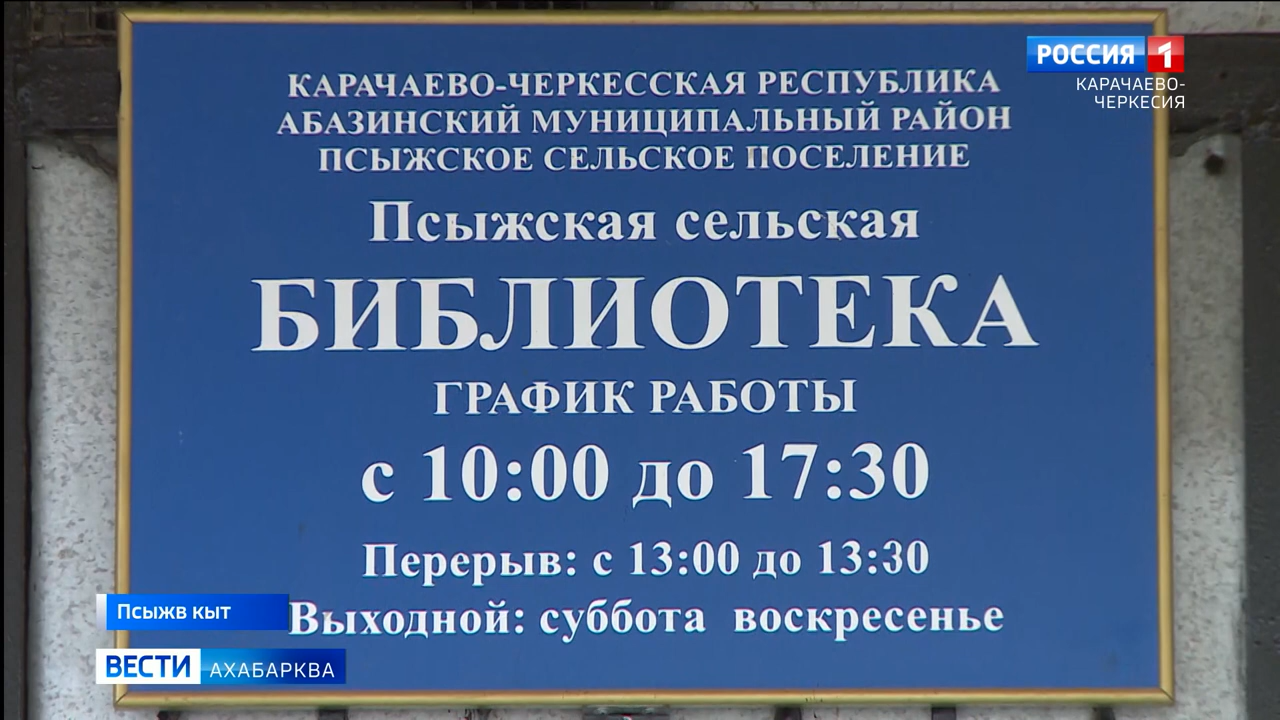 РОССИЯ 1
КАРАЧАЕВО-
ЧЕРКЕСИЯ
КАРАЧАЕВО-ЧЕРКЕССКАЯ РЕСПУБЛИКА
АБАЗИНСКИЙ МУНИЦИПАЛЬНЫЙ РАЙОН
ПСЫЖСКОЕ СЕЛЬСКОЕ ПОСЕЛЕНИЕ
Псыжская сельская
БИБЛИОТЕКА
ГРАФИК РАБОТЫ
с 10:00 до 17:30
Перерыв: с 13:00 до 13:30
Выходной: суббота воскресенье
Псыжв кыт
ВЕСТИ АХАБАРКВА